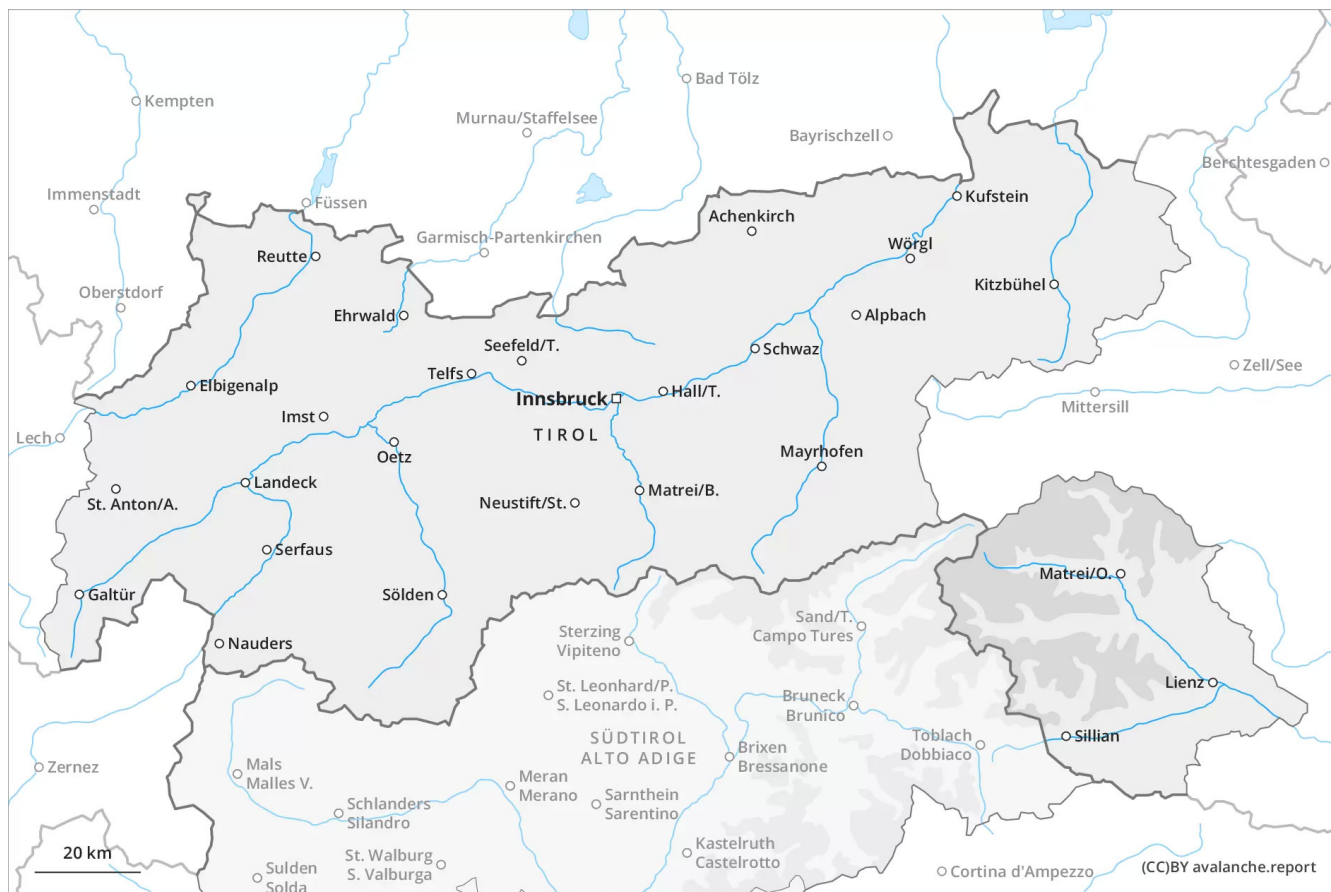 Bad Tölz
Kempten
Murnau/Staffelsee
Bayrischzell
Berchtesgaden
Immenstadt
Füssen
Kufstein
Achenkirch
Garmisch-Partenkirchen
Wörgl
Reutte
Kitzbühel
Oberstdorf
Ehrwald
Alpbach
Seefeld/T.
Schwaz
Zell/See
Telfs
Elbigenalp
Hall/T.
Innsbruck
Mittersill
Imst
TIROL
Lech
Oetz
Mayrhofen
Landeck
Matrei/B.
St. Anton/A.
Neustift/St.
Serfaus
Matrei/O.
Galtür
Sölden
Sand/T.
Campo Tures
Sterzing
Vipiteno
Nauders
Lienz
St. Leonhard/P.
S. Leonardo i. P.
Bruneck
Brunico
SÜDTIROL
ALTO ADIGE
Toblach
Dobbiaco
Sillian
Brixen
Bressanone
Zernez
Mals
Malles V.
Meran
Merano
Sarnthein
Sarentino
Schlanders
Silandro
Kastelruth
Castelrotto
20 km
St. Walburg
S. Valburga
Sulden
Solda
Cortina d'Ampezzo
(CC)BY avalanche.report